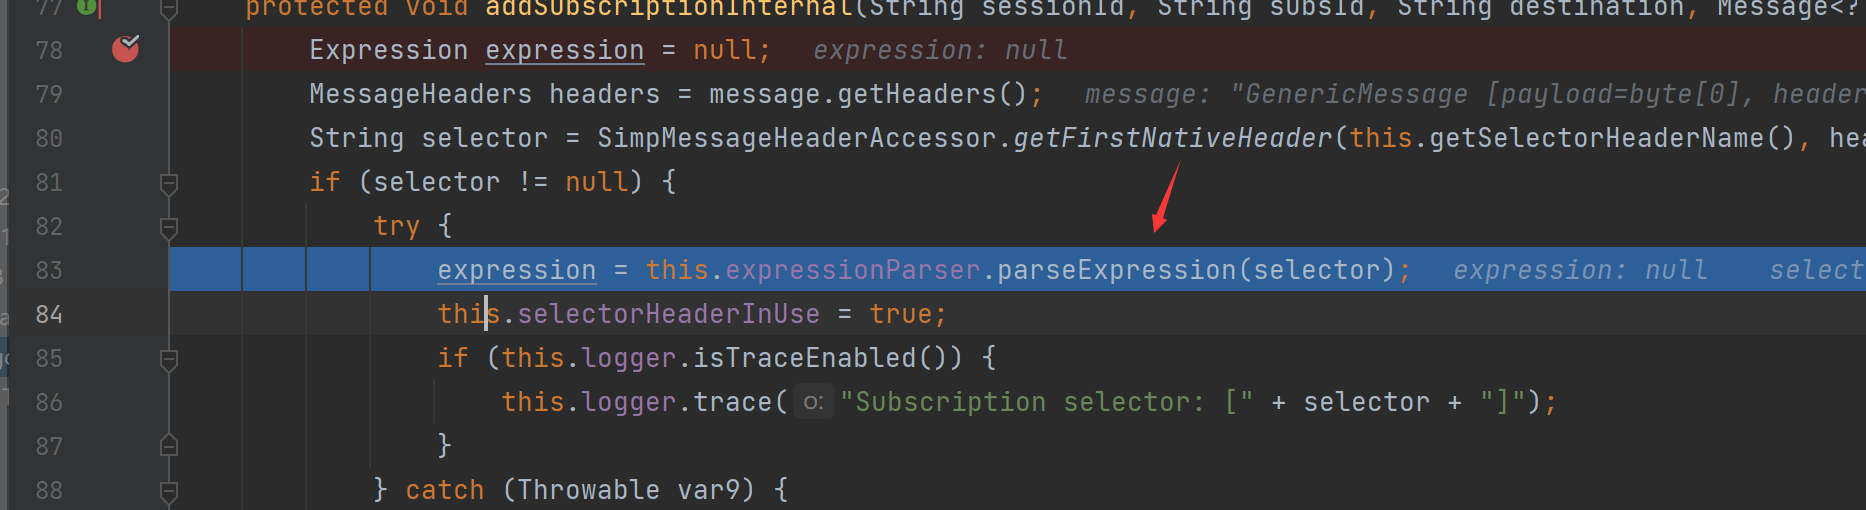 77 protected void addSubscriptionInternal(String sessionId, String subsId, String destination, Message<?
78 Expression expression = null; expression: null
79 MessageHeaders headers = message.getHeaders(); message: "GenericMessage [payload=byte[0], header
80 String selector = SimpMessageHeaderAccessor.getFirstNativeHeader(this.getSelectorHeaderName(), hea
81 if (selector != null) {
82 try {
83 expression = this.expressionParser.parseExpression(selector); expression: null select
84 this.selectorHeaderInUse = true;
85 if (this.logger.isTraceEnabled()) {
86 this.logger.trace( o: "Subscription selector: [" + selector + "]");
87 }
88 } catch (Throwable var9) {